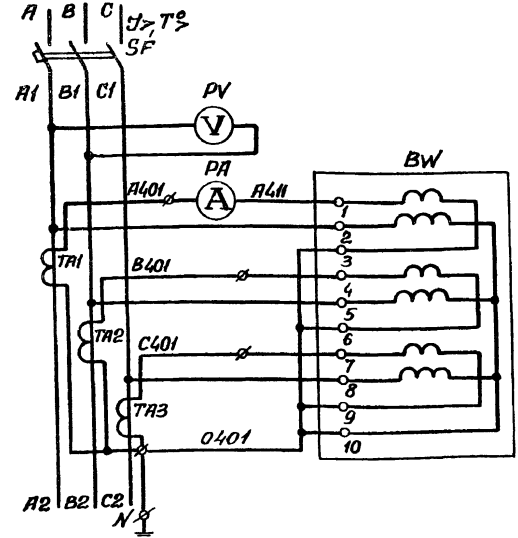 A B C
I> T°
SF
A1 B1 C1
PV
V
BW
PA
A401 A A411
1
2
TA1
B401
3
4
TA2
5
C401
6
7
TA3
8
9
0401
10
A2 B2 C2
N